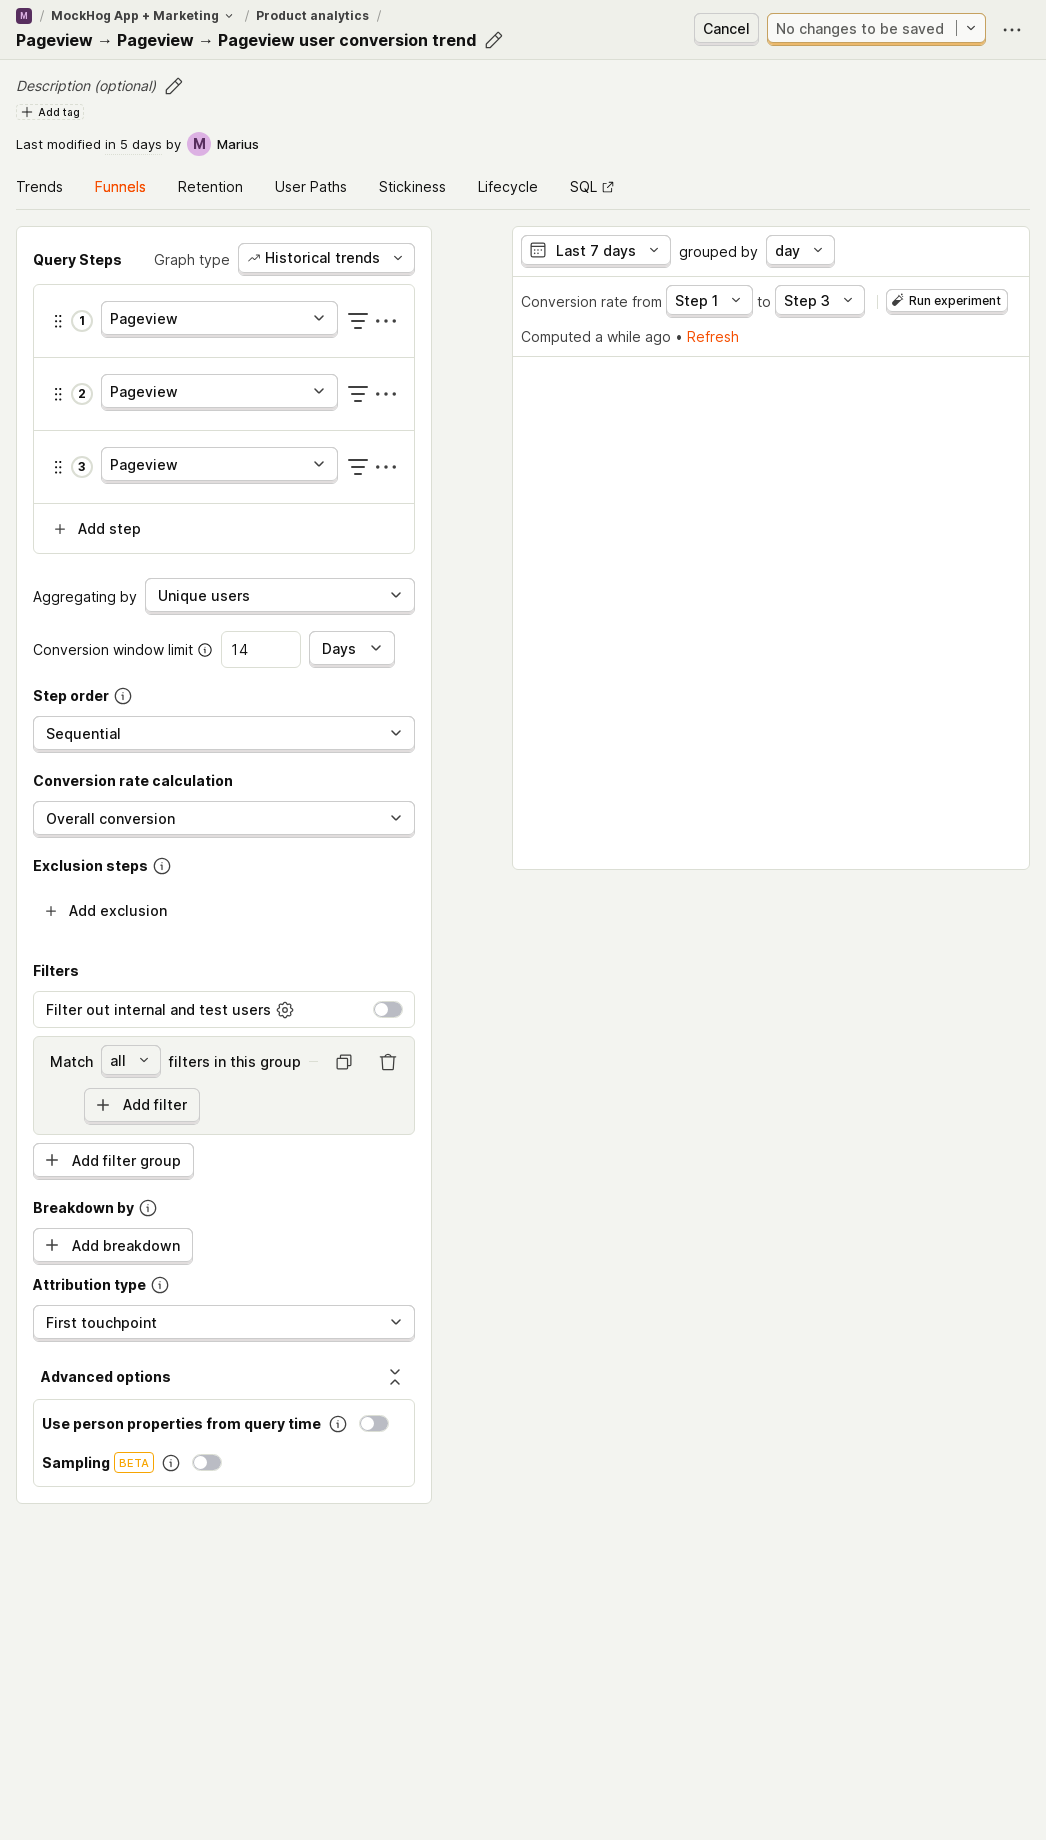 M / MockHog App + Marketing / Product analytics /
Pageview → Pageview → Pageview user conversion trend
Cancel
No changes to be saved
Description (optional)
Add tag
Last modified in 5 days by M Marius
Trends Funnels Retention User Paths Stickiness Lifecycle SQL
Query Steps Graph type Historical trends
1 Pageview
2 Pageview
3 Pageview
Add step
Aggregating by Unique users
Conversion window limit 14 Days
Step order
Sequential
Conversion rate calculation
Overall conversion
Exclusion steps
Add exclusion
Filters
Filter out internal and test users
Match all filters in this group
Add filter
Add filter group
Breakdown by
Add breakdown
Attribution type
First touchpoint
Advanced options
Use person properties from query time
Sampling BETA
Last 7 days grouped by day
Conversion rate from Step 1 to Step 3 Run experiment
Computed a while ago • Refresh